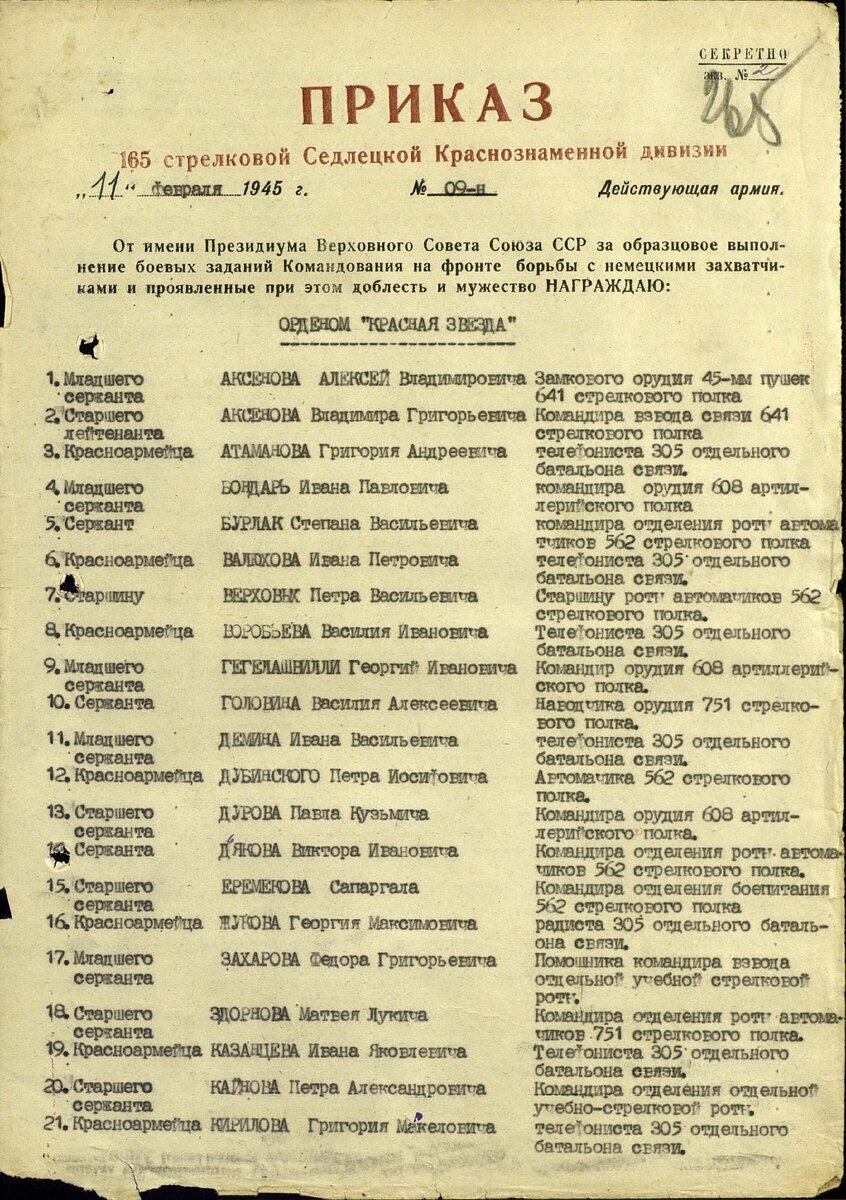 СЕКРЕТНО
экз. № 2
ПРИКАЗ
165 стрелковой Седлецкой Краснознаменной дивизии
„11“ февраля 1945 г. № 09-н Действующая армия.
От имени Президиума Верховного Совета Союза ССР за образцовое выпол-
нение боевых заданий Командования на фронте борьбы с немецкими захватчи-
ками и проявленные при этом доблесть и мужество НАГРАЖДАЮ:
ОРДЕНОМ "КРАСНАЯ ЗВЕЗДА"
1. Младшего АКСЕНОВА АЛЕКСЕЙ Владимировича Замкового орудия 45-мм пушек
сержанта 641 стрелкового полка
2. Старшего АКСЕНОВА Владимира Григорьевича Командира взвода связи 641
лейтенанта стрелкового полка
3. Красноармейца АТАМАНОВА Григория Андреевича телефониста 305 отдельного
батальона связи.
4. Младшего БОНДАРЬ Ивана Павловича командира орудия 608 артил-
сержанта лерийского полка
5. Сержант БУРЛАК Степана Васильевича командира отделения роты автома
тчиков 562 стрелкового полка
6. Красноармейца ВАЛЮХОВА Ивана Петровича телефониста 305 отдельного
батальона связи.
7. Старшину ВЕРХОВЫХ Петра Васильевича Старшину роты автоматчиков 562
стрелкового полка.
8. Красноармейца ВОРОБЬЕВА Василия Ивановича Телефониста 305 отдельного
батальона связи.
9. Младшего ГЕГЕЛАШВИЛЛИ Георгий Ивановича Командир орудия 608 артиллерий-
сержанта ского полка.
10. Сержанта ГОЛОВИНА Василия Алексеевича Наводчика орудия 751 стрелко-
вого полка.
11. Младшего ДЕМИНА Ивана Васильевича телефониста 305 отдельного
сержанта батальона связи.
12. Красноармейца ДУБИНСКОГО Петра Иосифовича Автоматчика 562 стрелкового
полка.
13. Старшего ДУРОВА Павла Кузьмича Командира орудия 608 артил-
сержанта лерийского полка.
14. Сержанта ДЬЯКОВА Виктора Ивановича Командира отделения роты автомат-
чиков 562 стрелкового полка.
15. Старшего ЕРЕМЕКОВА Сапаргала Командира отделения боепитания
сержанта 562 стрелкового полка
16. Красноармейца ЖУКОВА Георгия Максимовича радиста 305 отдельного баталь-
она связи.
17. Младшего ЗАХАРОВА Федора Григорьевича Помошника командира взвода
сержанта отдельной учебной стрелковой
роты.
18. Старшего ЗДОРНОВА Матвея Лукича Командира отделения роты автомат-
сержанта чиков 751 стрелкового полка.
19. Красноармейца КАЗАНЦЕВА Ивана Яковлевича Телефониста 305 отдельного
батальона связи.
20. Старшего КАЙНОВА Петра Александровича Командира отделения отдельной
сержанта учебно-стрелковой роты.
21. Красноармейца КИРИЛОВА Григория Макеловича телефониста 305 отдельного
батальона связи.